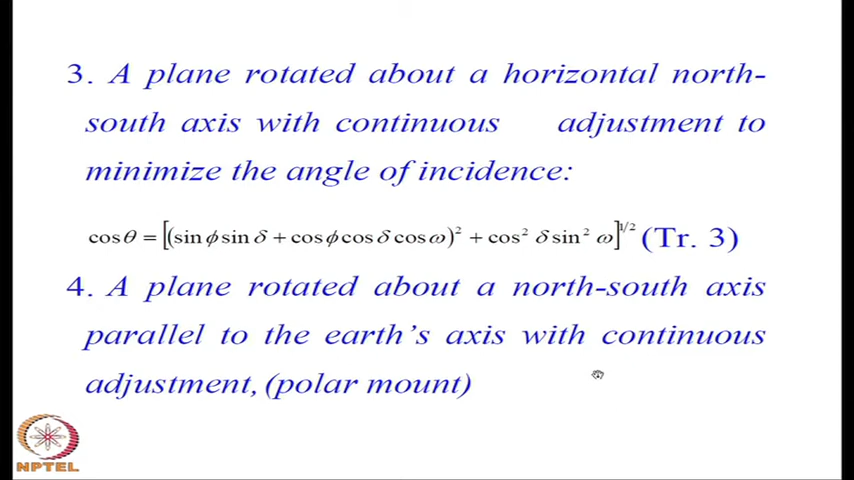 3. A plane rotated about a horizontal north-
south axis with continuous adjustment to
minimize the angle of incidence:
cos θ = [(sin ϕ sin δ + cos ϕ cos δ cos ω)² + cos² δ sin² ω]^1/2 (Tr. 3)
4. A plane rotated about a north-south axis
parallel to the earth’s axis with continuous
adjustment, (polar mount)
NPTEL